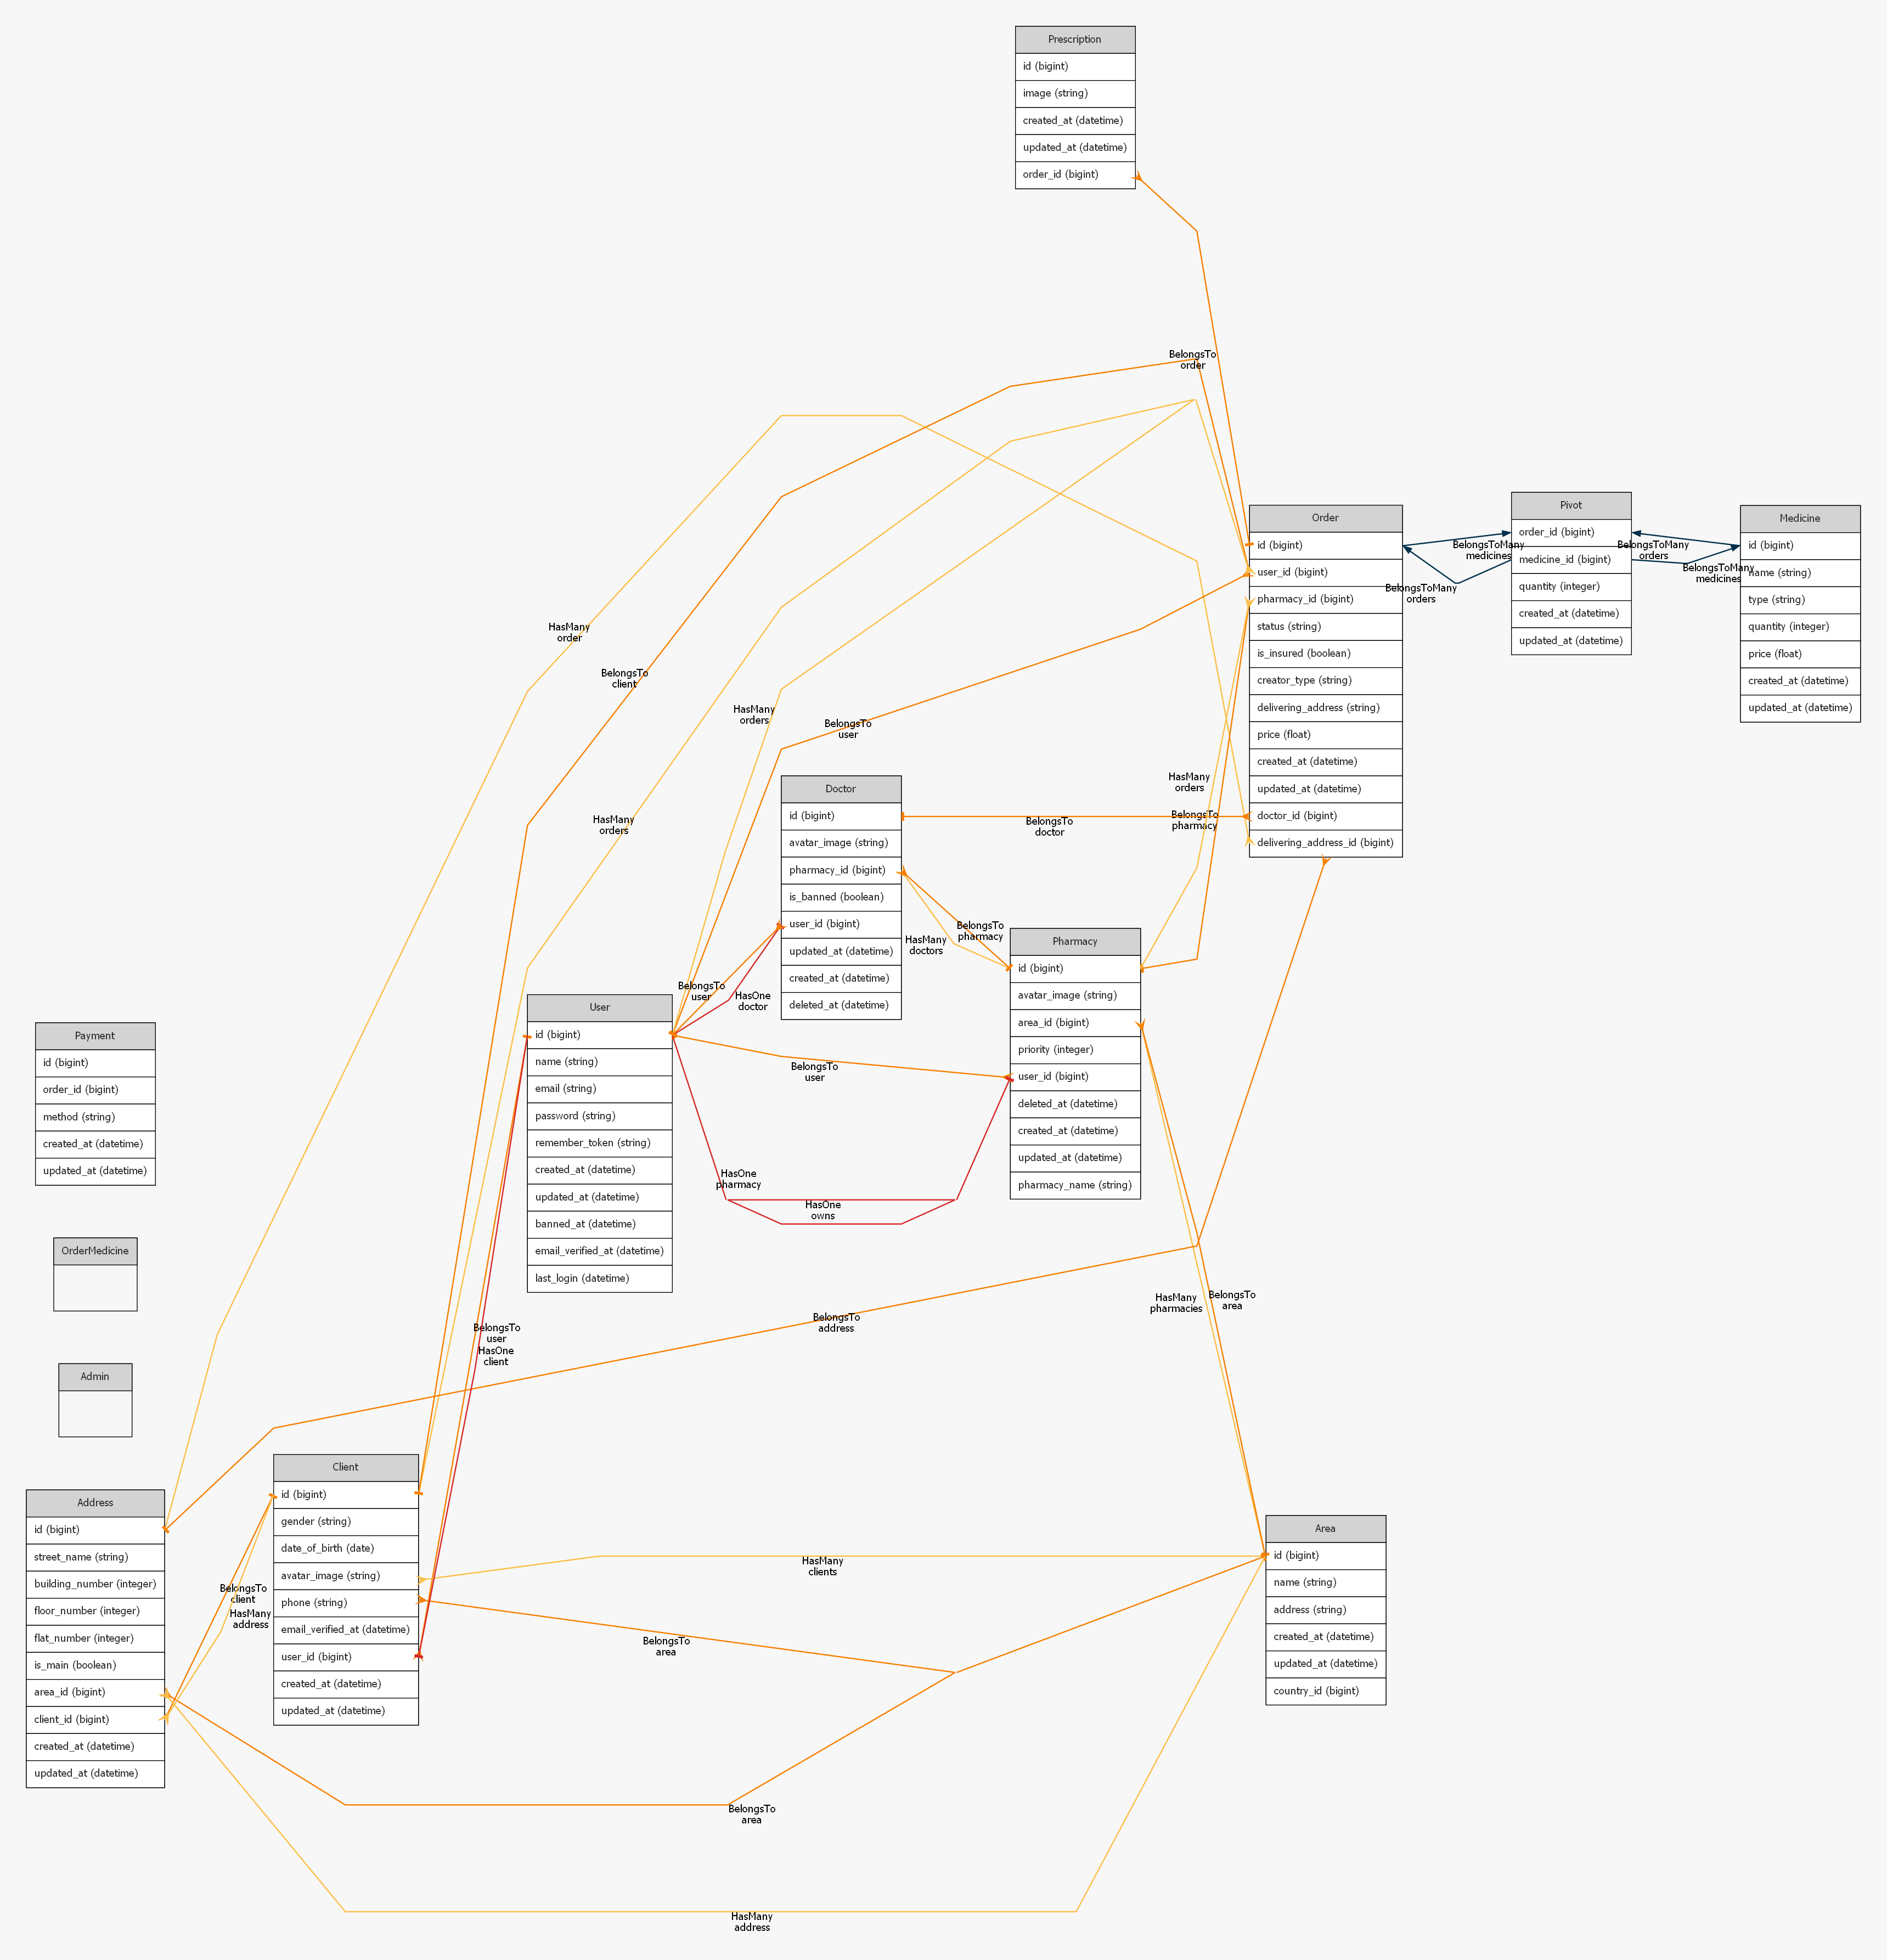 Prescription
id (bigint)
image (string)
created_at (datetime)
updated_at (datetime)
order_id (bigint)
BelongsTo
order
Order
id (bigint)
user_id (bigint)
pharmacy_id (bigint)
status (string)
is_insured (boolean)
creator_type (string)
delivering_address (string)
price (float)
created_at (datetime)
updated_at (datetime)
doctor_id (bigint)
delivering_address_id (bigint)
BelongsToMany
medicines
BelongsToMany
orders
Pivot
order_id (bigint)
medicine_id (bigint)
quantity (integer)
created_at (datetime)
updated_at (datetime)
BelongsToMany
orders
BelongsToMany
medicines
Medicine
id (bigint)
name (string)
type (string)
quantity (integer)
price (float)
created_at (datetime)
updated_at (datetime)
HasMany
order
BelongsTo
client
HasMany
orders
BelongsTo
user
HasMany
orders
HasMany
orders
BelongsTo
pharmacy
BelongsTo
doctor
Doctor
id (bigint)
avatar_image (string)
pharmacy_id (bigint)
is_banned (boolean)
user_id (bigint)
updated_at (datetime)
created_at (datetime)
deleted_at (datetime)
BelongsTo
pharmacy
HasMany
doctors
Pharmacy
id (bigint)
avatar_image (string)
area_id (bigint)
priority (integer)
user_id (bigint)
deleted_at (datetime)
created_at (datetime)
updated_at (datetime)
pharmacy_name (string)
BelongsTo
user
HasOne
doctor
BelongsTo
user
HasOne
pharmacy
HasOne
owns
User
id (bigint)
name (string)
email (string)
password (string)
remember_token (string)
created_at (datetime)
updated_at (datetime)
banned_at (datetime)
email_verified_at (datetime)
last_login (datetime)
Payment
id (bigint)
order_id (bigint)
method (string)
created_at (datetime)
updated_at (datetime)
OrderMedicine
Admin
BelongsTo
user
HasOne
client
BelongsTo
address
HasMany
pharmacies
BelongsTo
area
Client
id (bigint)
gender (string)
date_of_birth (date)
avatar_image (string)
phone (string)
email_verified_at (datetime)
user_id (bigint)
created_at (datetime)
updated_at (datetime)
Address
id (bigint)
street_name (string)
building_number (integer)
floor_number (integer)
flat_number (integer)
is_main (boolean)
area_id (bigint)
client_id (bigint)
created_at (datetime)
updated_at (datetime)
BelongsTo
client
HasMany
address
HasMany
clients
BelongsTo
area
Area
id (bigint)
name (string)
address (string)
created_at (datetime)
updated_at (datetime)
country_id (bigint)
BelongsTo
area
HasMany
address